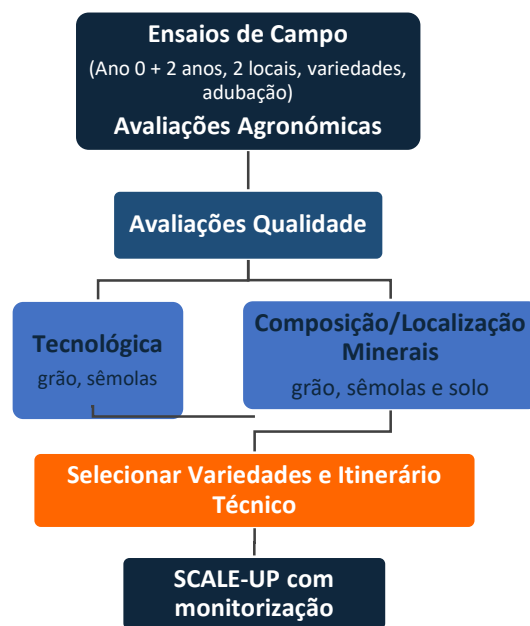 Ensaios de Campo
(Ano 0 + 2 anos, 2 locais, variedades,
adubação)
Avaliações Agronómicas
Avaliações Qualidade
Tecnológica
grão, sêmolas
Composição/Localização
Minerais
grão, sêmolas e solo
Selecionar Variedades e Itinerário
Técnico
SCALE-UP com
monitorização